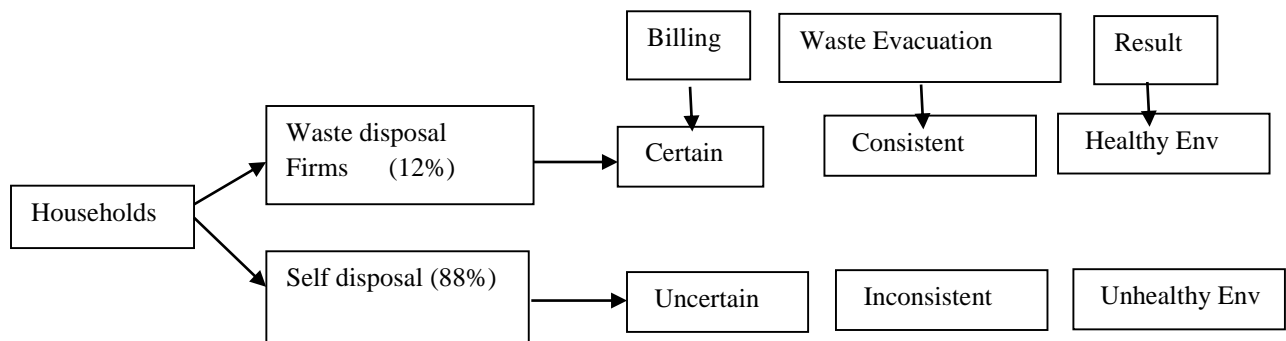 Billing
Waste Evacuation
Result
Waste disposal
Firms (12%)
Certain
Consistent
Healthy Env
Households
Self disposal (88%)
Uncertain
Inconsistent
Unhealthy Env